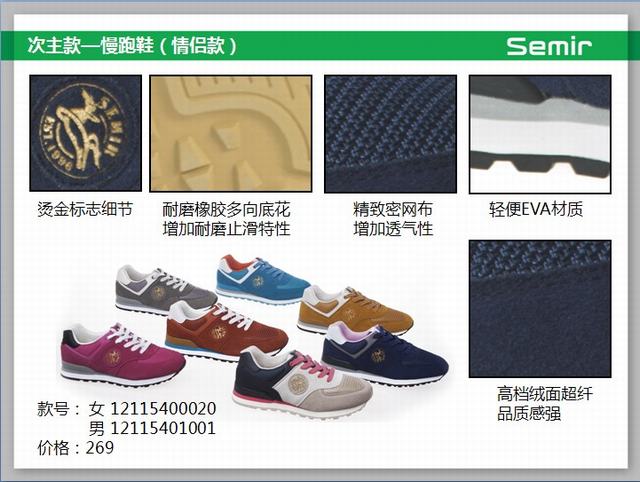 次主款—慢跑鞋（情侣款）
Semir
SEMIR
EST 1996
烫金标志细节
耐磨橡胶多向底花
增加耐磨止滑特性
精致密网布
增加透气性
轻便EVA材质
高档绒面超纤
品质感强
款号： 女 12115400020
男 12115401001
价格：269